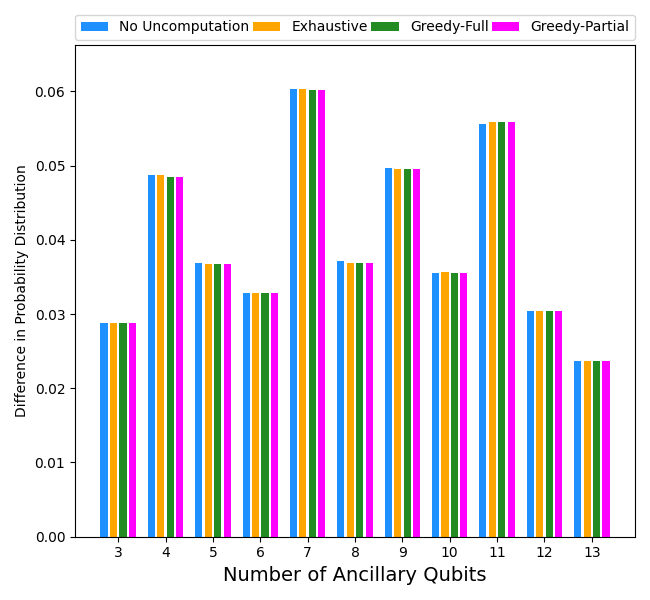 No Uncomputation Exhaustive Greedy-Full Greedy-Partial
0.06
0.05
0.04
0.03
0.02
0.01
0.00
Difference in Probability Distribution
3 4 5 6 7 8 9 10 11 12 13
Number of Ancillary Qubits